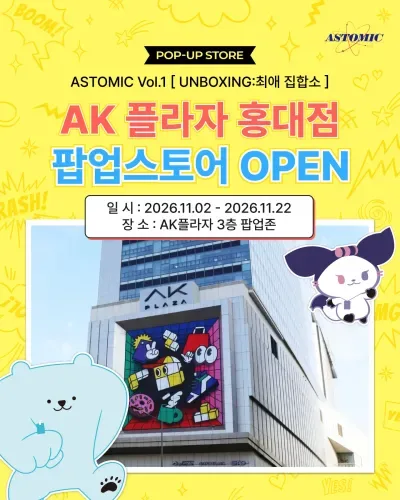 POP-UP STORE
ASTOMIC
ASTOMIC Vol.1 [ UNBOXING:최애 집합소 ]
AK 플라자 홍대점
팝업스토어 OPEN
일 시 : 2026.11.02 - 2026.11.22
장 소 : AK플라자 3층 팝업존
BOOM!
RASH!
AK
PLAZA